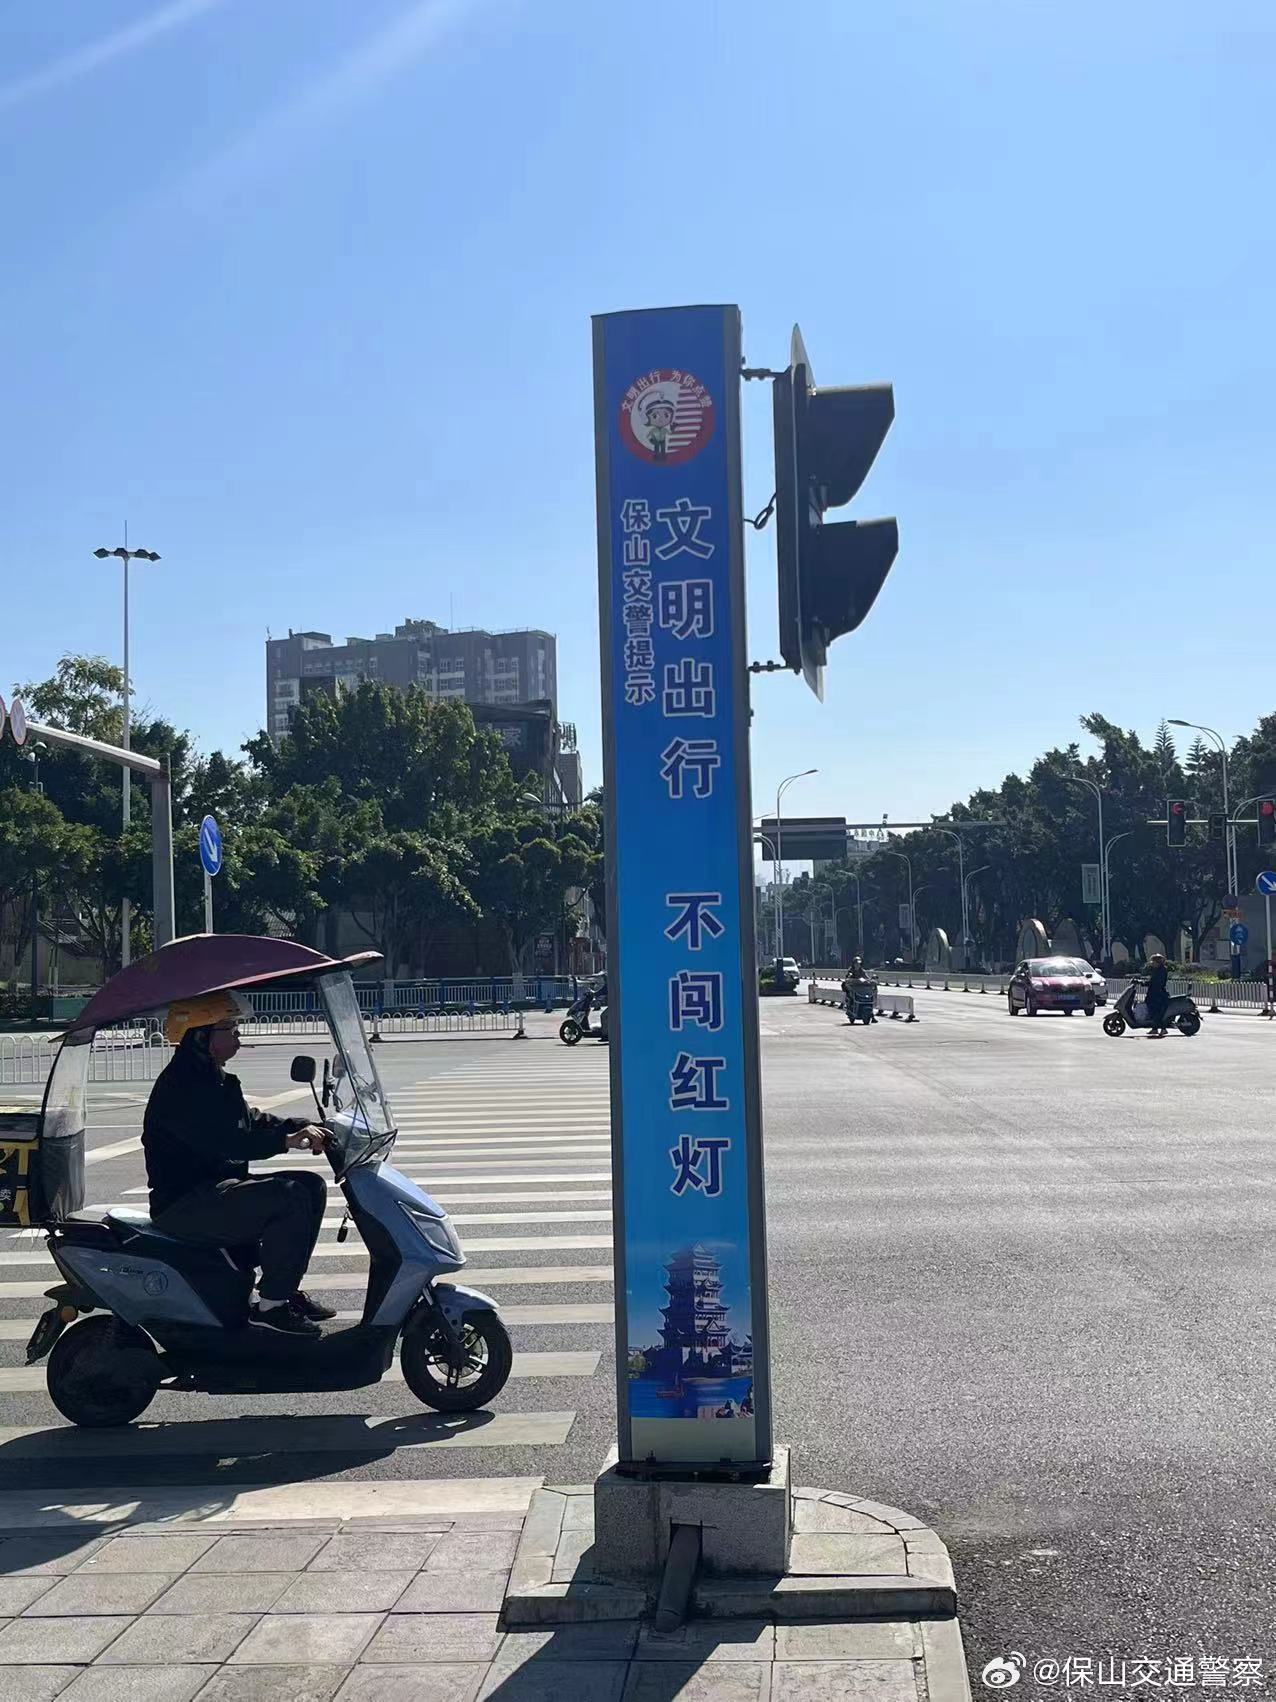 文明出行 为你点赞
保山交警提示
文明出行 不闯红灯
卖
@保山交通警察